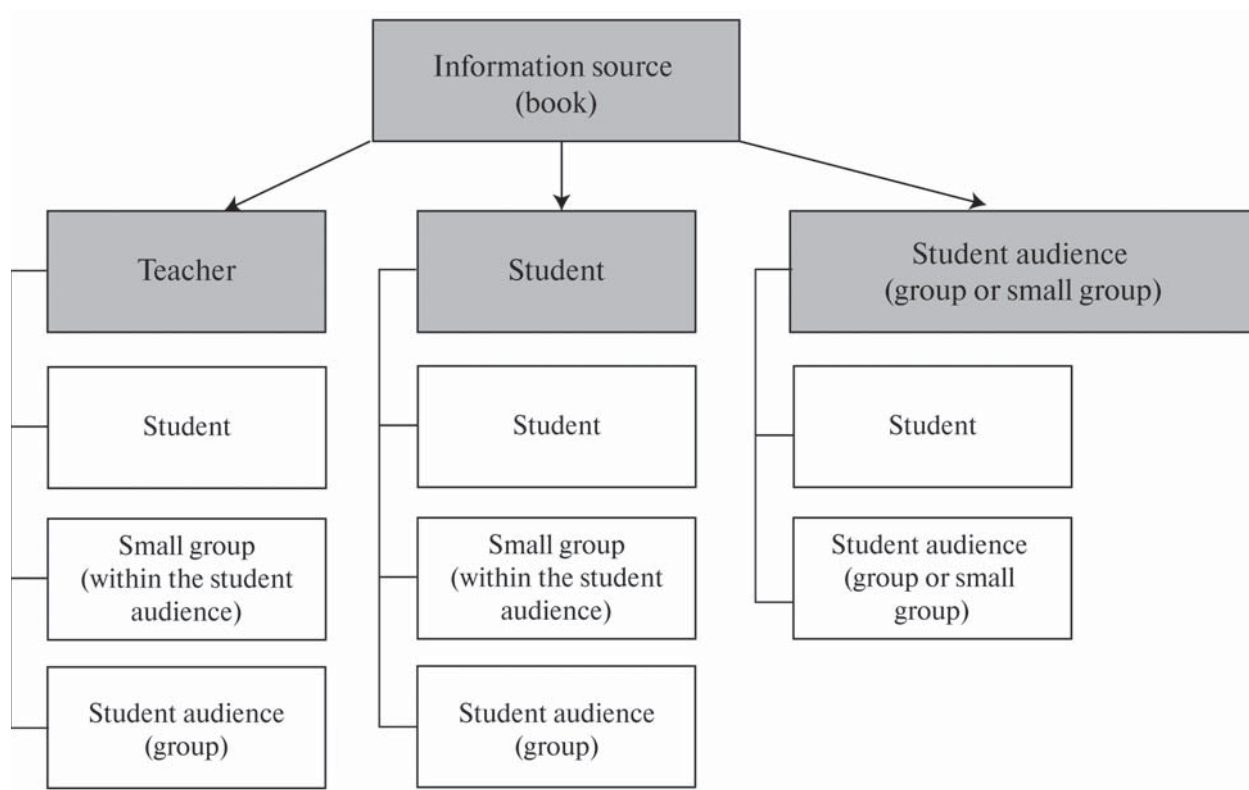 Information source
(book)
Teacher
Student
Student audience
(group or small group)
Student
Student
Student
Small group
(within the student
audience)
Small group
(within the student
audience)
Student audience
(group or small
group)
Student audience
(group)
Student audience
(group)